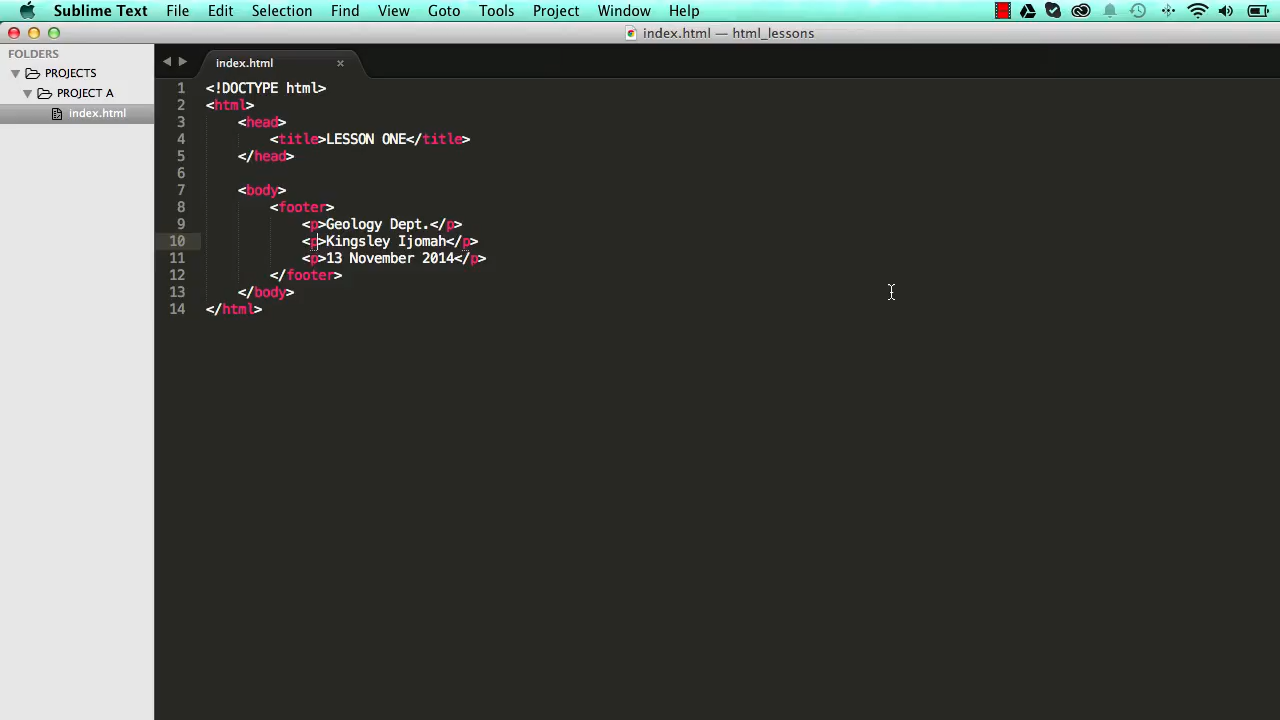 Sublime Text File Edit Selection Find View Goto Tools Project Window Help
index.html — html_lessons
FOLDERS
PROJECTS
PROJECT A
index.html
index.html
1 <!DOCTYPE html>
2 <html>
3 <head>
4 <title>LESSON ONE</title>
5 </head>
6
7 <body>
8 <footer>
9 <p>Geology Dept.</p>
10 <p>Kingsley Ijomah</p>
11 <p>13 November 2014</p>
12 </footer>
13 </body>
14 </html>